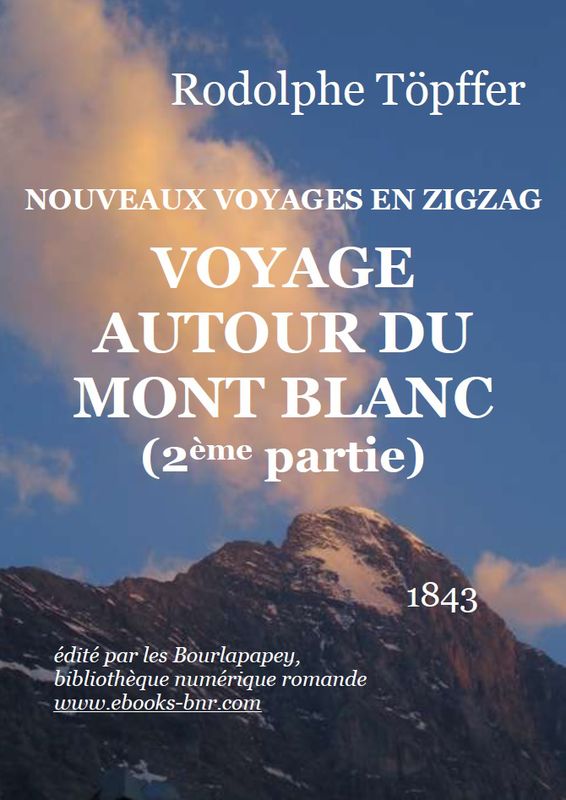 Rodolphe Töpffer
NOUVEAUX VOYAGES EN ZIGZAG
VOYAGE
AUTOUR DU
MONT BLANC
(2ème partie)
1843
édité par les Bourlapapey,
bibliothèque numérique romande
www.ebooks-bnr.com